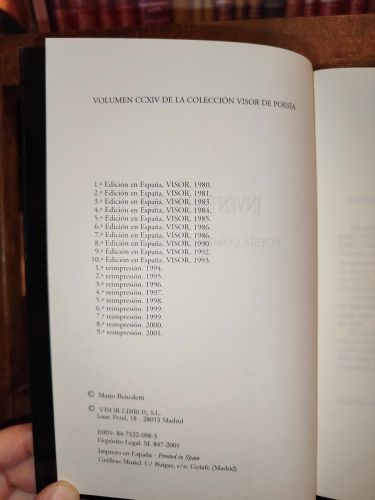 VOLUMEN CCXIV DE LA COLECCIÓN VISOR DE POESÍA
1.ª Edición en España, VISOR, 1980.
2.ª Edición en España, VISOR, 1981.
3.ª Edición en España, VISOR, 1983.
4.ª Edición en España, VISOR, 1984.
5.ª Edición en España, VISOR, 1985.
6.ª Edición en España, VISOR, 1986.
7.ª Edición en España, VISOR, 1986.
8.ª Edición en España, VISOR, 1990.
9.ª Edición en España, VISOR, 1992.
10.ª Edición en España, VISOR, 1993.
1.ª reimpresión. 1994.
2.ª reimpresión. 1995.
3.ª reimpresión. 1996.
4.ª reimpresión. 1997.
5.ª reimpresión. 1998.
6.ª reimpresión. 1999.
7.ª reimpresión. 1999.
8.ª reimpresión. 2000.
9.ª reimpresión. 2001.
© Mario Benedetti
© VISOR LIBROS, S.L.
Isaac Peral, 18 - 28015 Madrid
ISBN: 84-7522-098-3
Depósito Legal: M. 847-2001
Impreso en España - Printed in Spain
Gráficas Muriel. C/ Buigas, s/n. Getafe (Madrid)